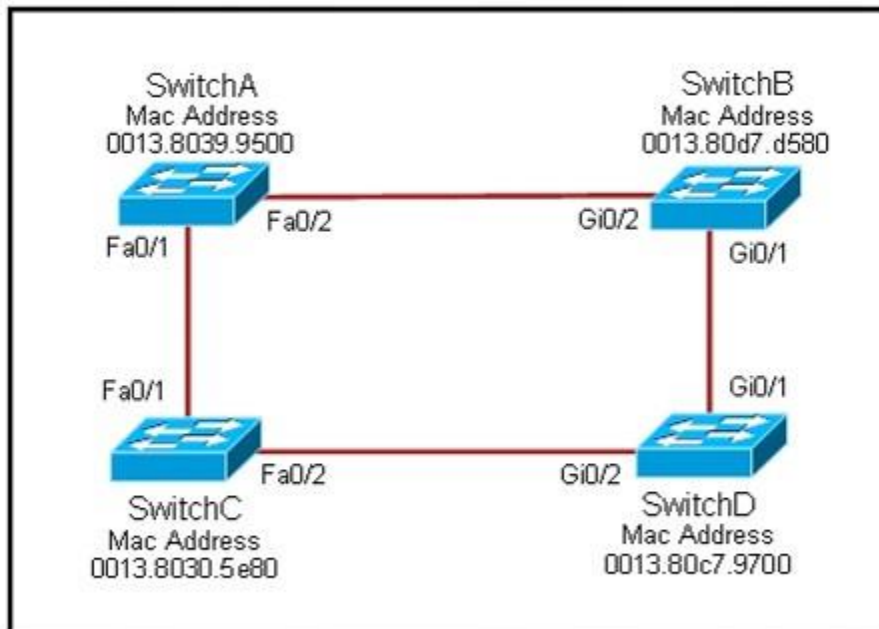 SwitchA
Mac Address
0013.8039.9500
SwitchB
Mac Address
0013.80d7.d580
Fa0/2
Gi0/2
Fa0/1
Gi0/1
Fa0/1
Gi0/1
Fa0/2
Gi0/2
SwitchC
Mac Address
0013.8030.5e80
SwitchD
Mac Address
0013.80c7.9700